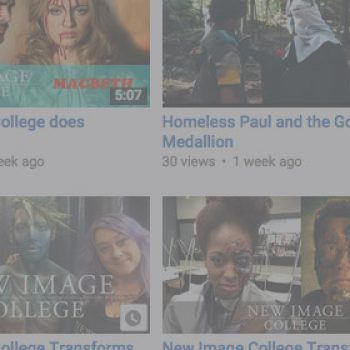 AGE
E
MACBETH
5:07
ollege does
eek ago
Homeless Paul and the Go
Medallion
30 views • 1 week ago
W IMAGE
COLLEGE
NEW IMAGE
COLLEGE
ollege Transforms
New Image College Trans